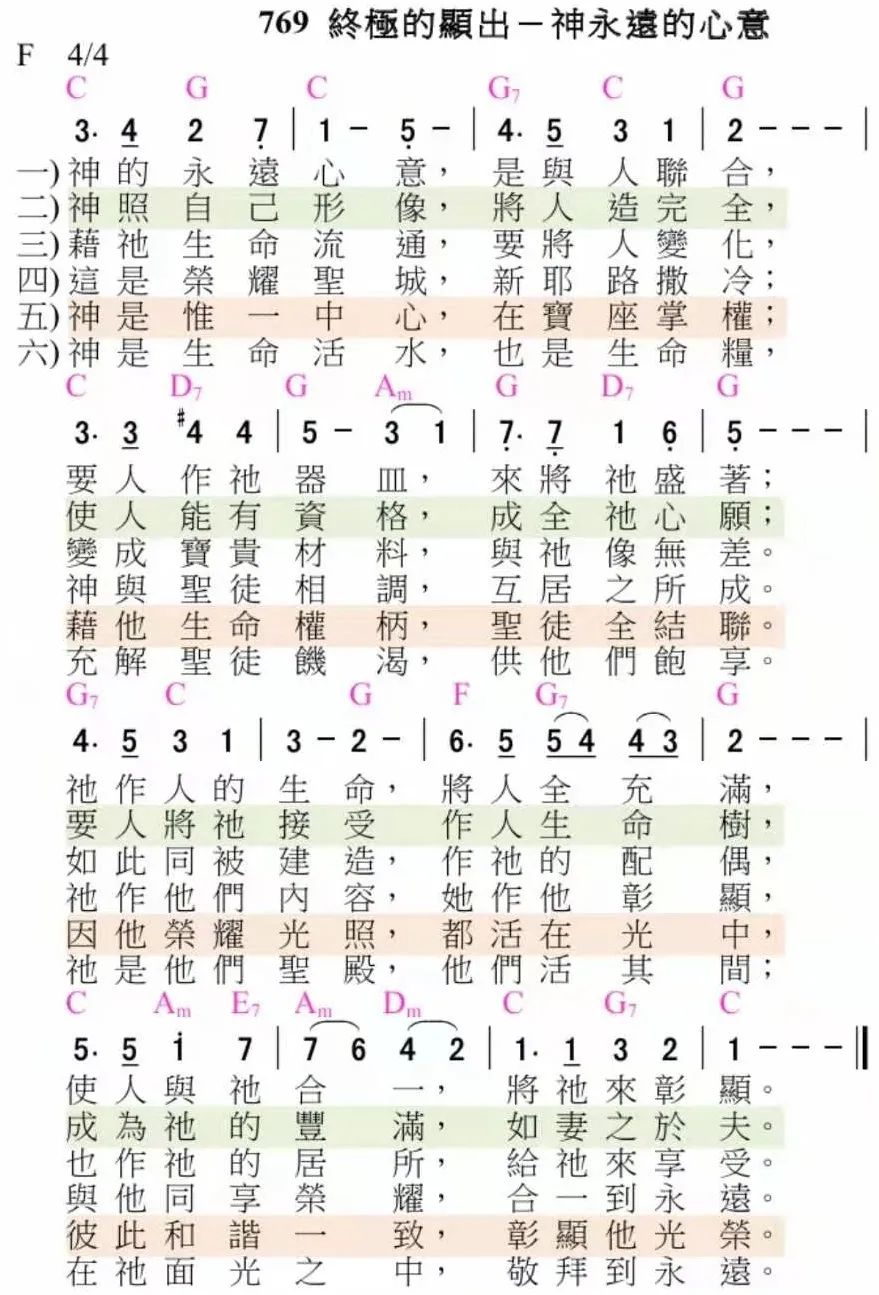 769 終極的顯出－神永遠的心意
F 4/4
C G C G7 C G
3· 4 2 7 | 1 － 5 － | 4· 5 3 1 | 2 － － － |
一)神的永遠心意，是與人聯合，
二)神照自己形像，將人造完全，
三)藉祂生命流通，要將人變化，
四)這是榮耀聖城，新耶路撒冷；
五)神是惟一中心，在寶座掌權；
六)神是生命活水，也是生命糧，
C D7 G Am G D7 G
3· 3 #4 4 | 5 － 3 1 | 7· 7 1 6 | 5 － － － |
要人作祂器皿，來將祂盛著；
使人能有資格，成全祂心願；
變成寶貴材料，與祂像無差。
神與聖徒相調，互居之所成。
藉他生命權柄，聖徒全結聯。
充解聖徒饑渴，供他們飽享。
G7 C G F G7 G
4· 5 3 1 | 3 － 2 － | 6· 5 5 4 4 3 | 2 － － － |
祂作人的生命，將人全充滿，
要人將祂接受作人生命樹，
如此同被建造，作祂的配偶，
祂作他們內容，她作他彰顯，
因他榮耀光照，都活在光中，
祂是他們聖殿，他們活其間；
C Am E7 Am Dm C G7 C
5· 5 i 7 | 7 6 4 2 | 1· 1 3 2 | 1 － － － ‖
使人與祂合一，將祂來彰顯。
成為祂的豐滿，如妻之於夫。
也作祂的居所，給祂來享受。
與他同享榮耀，合一到永遠。
彼此和諧一致，彰顯他光榮。
在祂面光之中，敬拜到永遠。